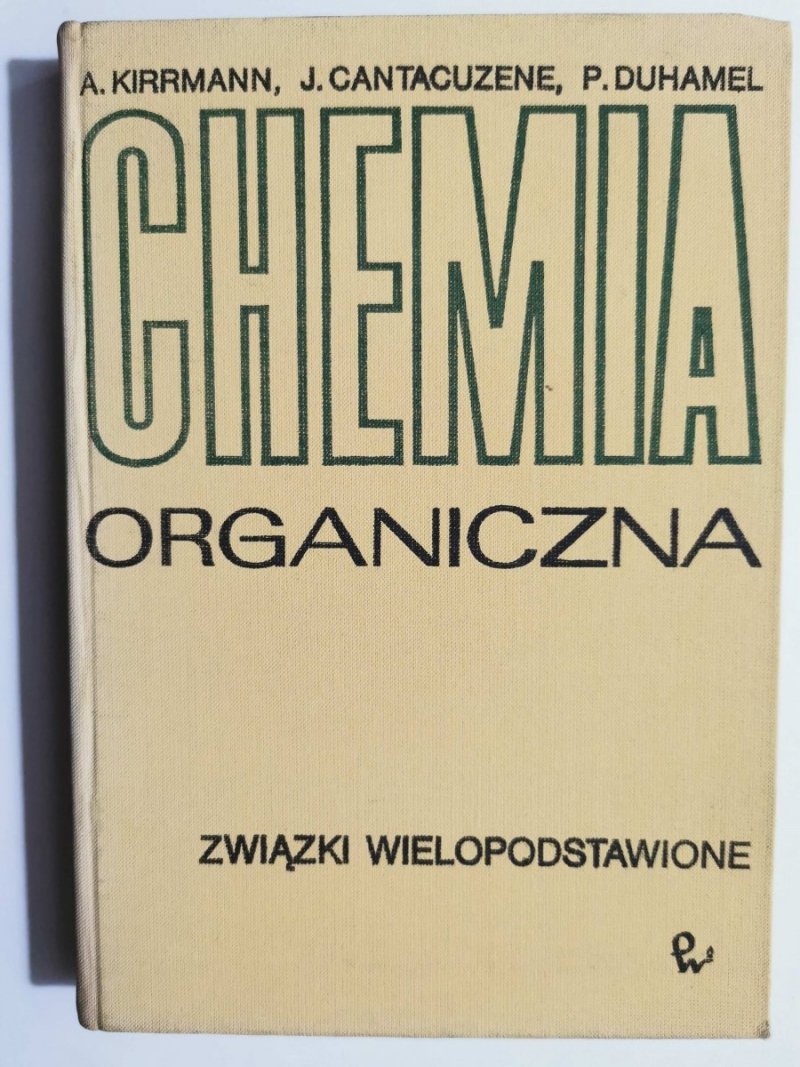 A. KIRRMANN, J. CANTACUZENE, P. DUHAMEL
CHEMIA
ORGANICZNA
ZWIĄZKI WIELOPODSTAWIONE